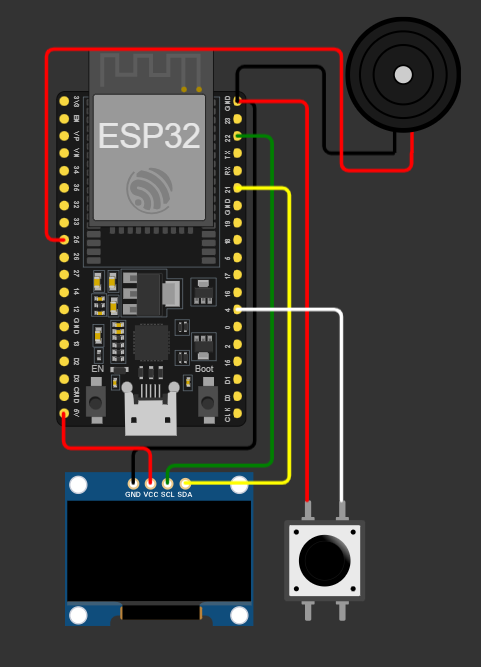 ESP32
3V3
EN
VP
VN
34
35
32
33
25
26
27
14
12
GND
13
D2
D3
CMD
5V
GND
23
22
TX
RX
21
GND
19
18
5
17
16
4
0
2
15
D1
D0
CLK
EN
Boot
GND VCC SCL SDA